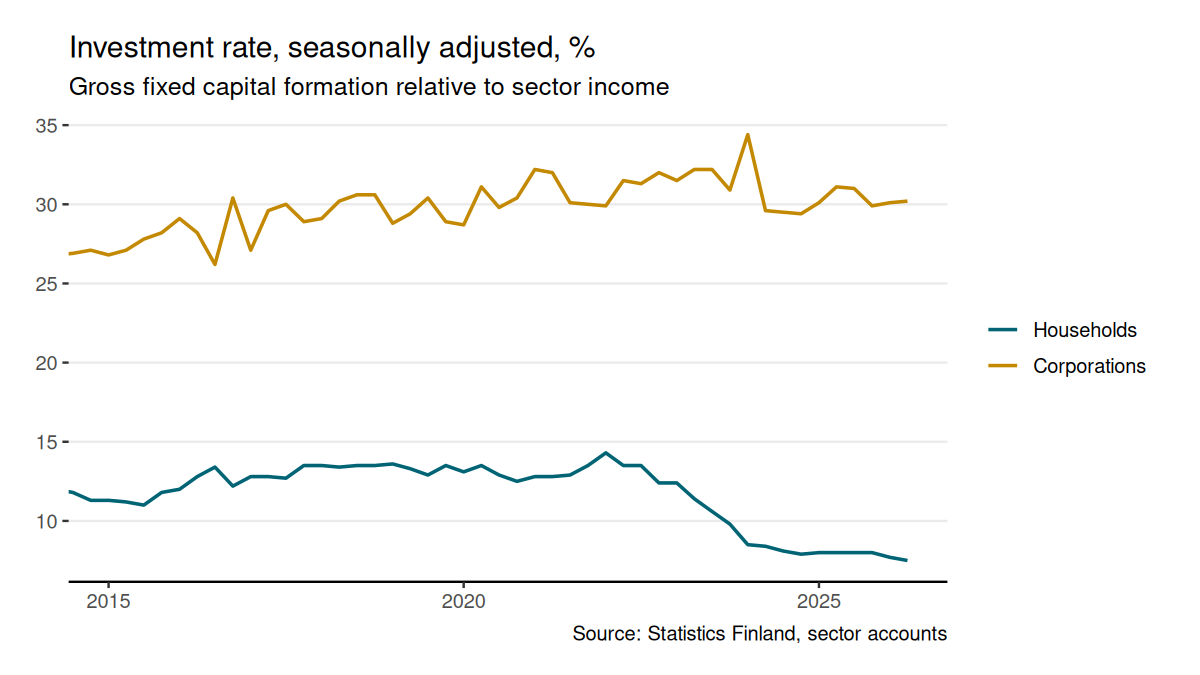 Investment rate, seasonally adjusted, %
Gross fixed capital formation relative to sector income
35
30
25
20
15
10
2015 2020 2025
Households
Corporations
Source: Statistics Finland, sector accounts